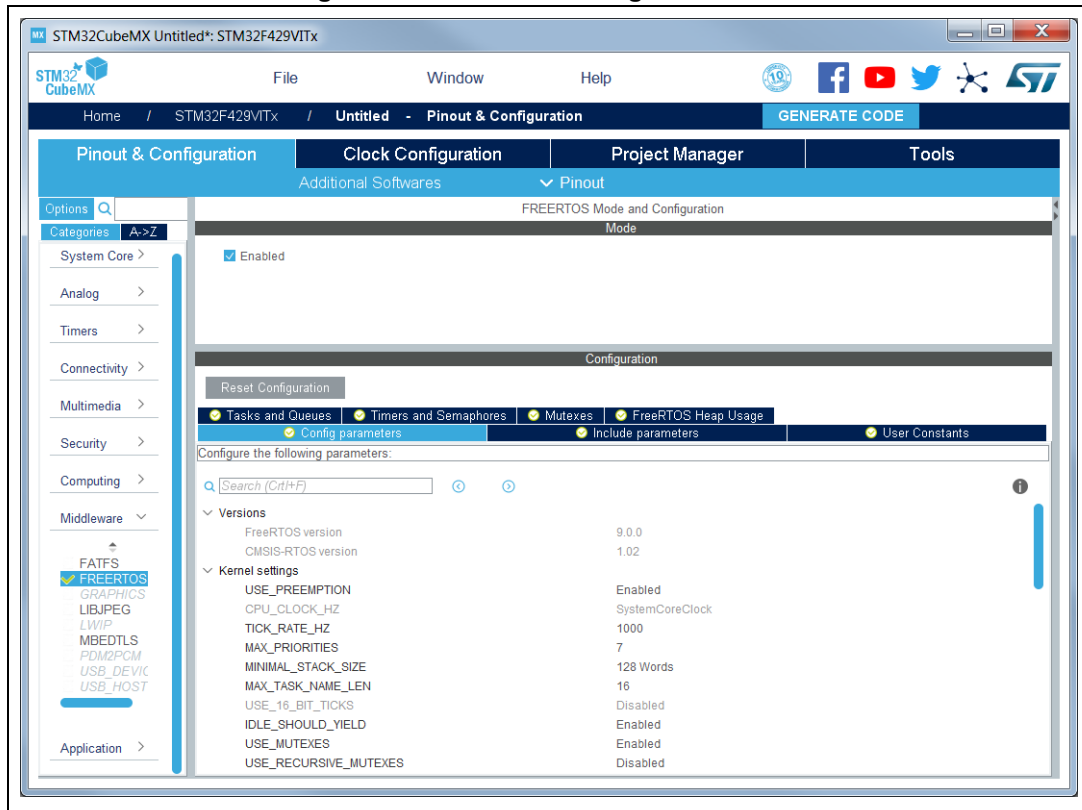 MX STM32CubeMX Untitled*: STM32F429VITx
STM32
CubeMX
File Window Help
10
ST
Home / STM32F429VITx / Untitled - Pinout & Configuration GENERATE CODE
Pinout & Configuration Clock Configuration Project Manager Tools
Additional Softwares Pinout
Options
Categories A->Z
System Core
Analog
Timers
Connectivity
Multimedia
Security
Computing
Middleware
FATFS
FREERTOS
GRAPHICS
LIBJPEG
LWIP
MBEDTLS
PDM2PCM
USB_DEVIC
USB_HOST
Application
FREERTOS Mode and Configuration
Mode
Enabled
Configuration
Reset Configuration
Tasks and Queues Timers and Semaphores Mutexes FreeRTOS Heap Usage
Config parameters Include parameters User Constants
Configure the following parameters:
Search (Crtl+F)
Versions
FreeRTOS version 9.0.0
CMSIS-RTOS version 1.02
Kernel settings
USE_PREEMPTION Enabled
CPU_CLOCK_HZ SystemCoreClock
TICK_RATE_HZ 1000
MAX_PRIORITIES 7
MINIMAL_STACK_SIZE 128 Words
MAX_TASK_NAME_LEN 16
USE_16_BIT_TICKS Disabled
IDLE_SHOULD_YIELD Enabled
USE_MUTEXES Enabled
USE_RECURSIVE_MUTEXES Disabled